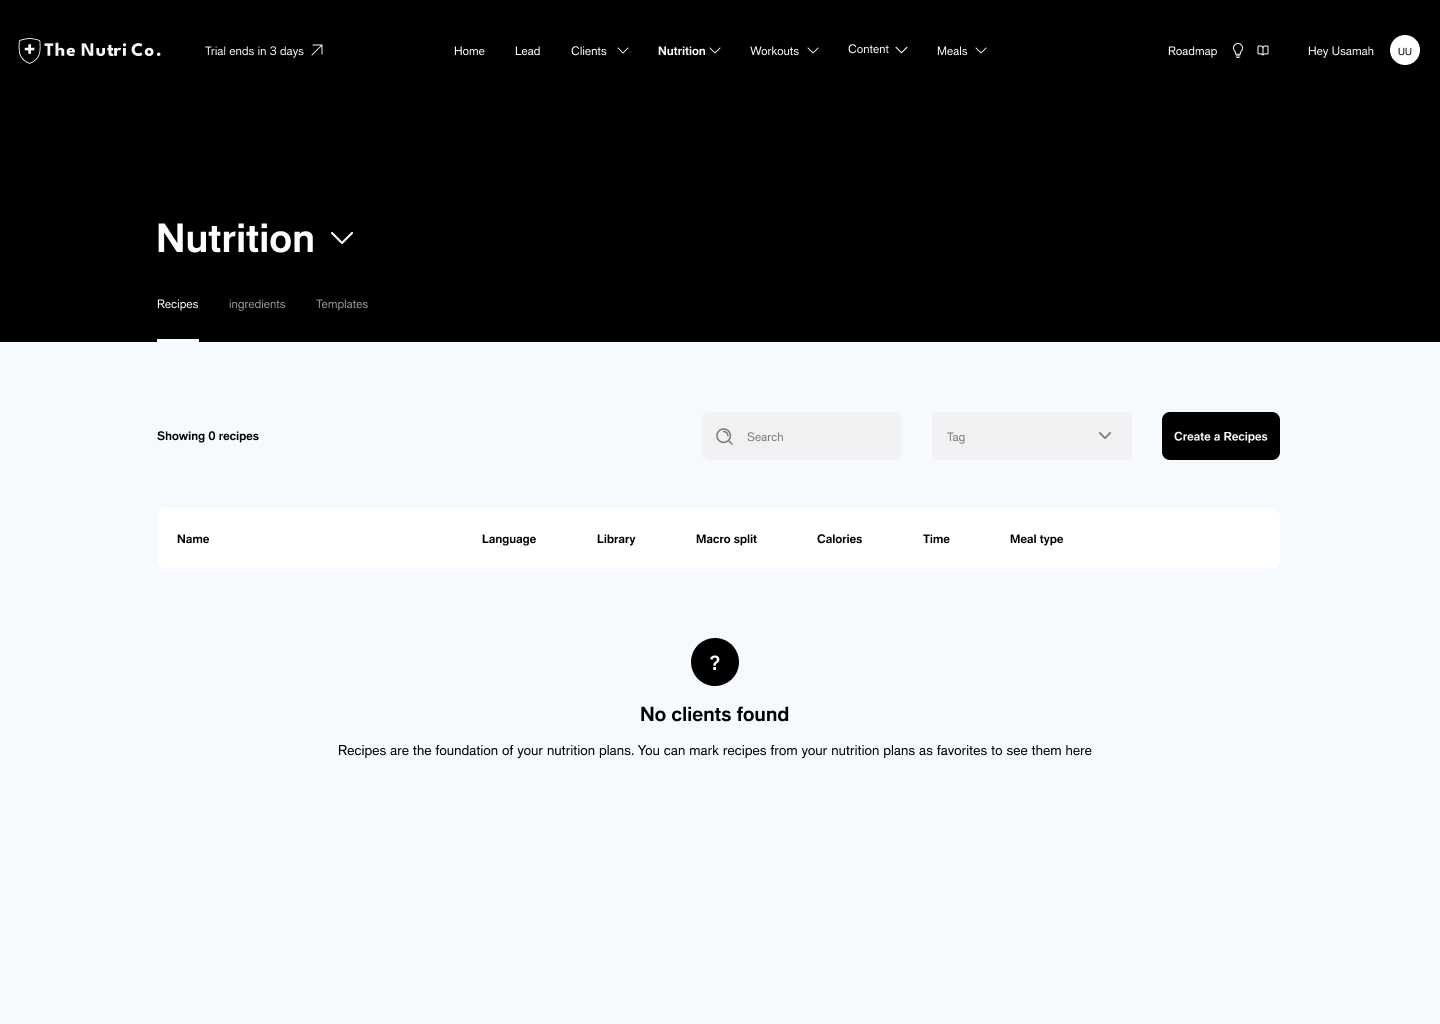 The Nutri Co.
Trial ends in 3 days
Home Lead Clients Nutrition Workouts Content Meals
Roadmap
Hey Usamah
UU
Nutrition
Recipes ingredients Templates
Showing 0 recipes
Search
Tag
Create a Recipes
Name Language Library Macro split Calories Time Meal type
?
No clients found
Recipes are the foundation of your nutrition plans. You can mark recipes from your nutrition plans as favorites to see them here